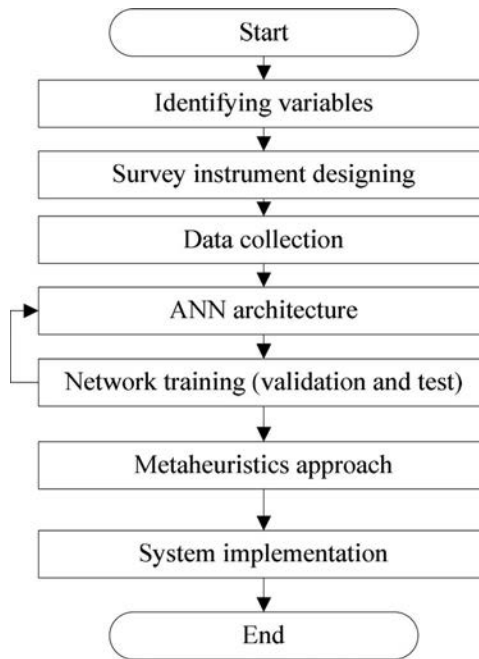 Start
Identifying variables
Survey instrument designing
Data collection
ANN architecture
Network training (validation and test)
Metaheuristics approach
System implementation
End